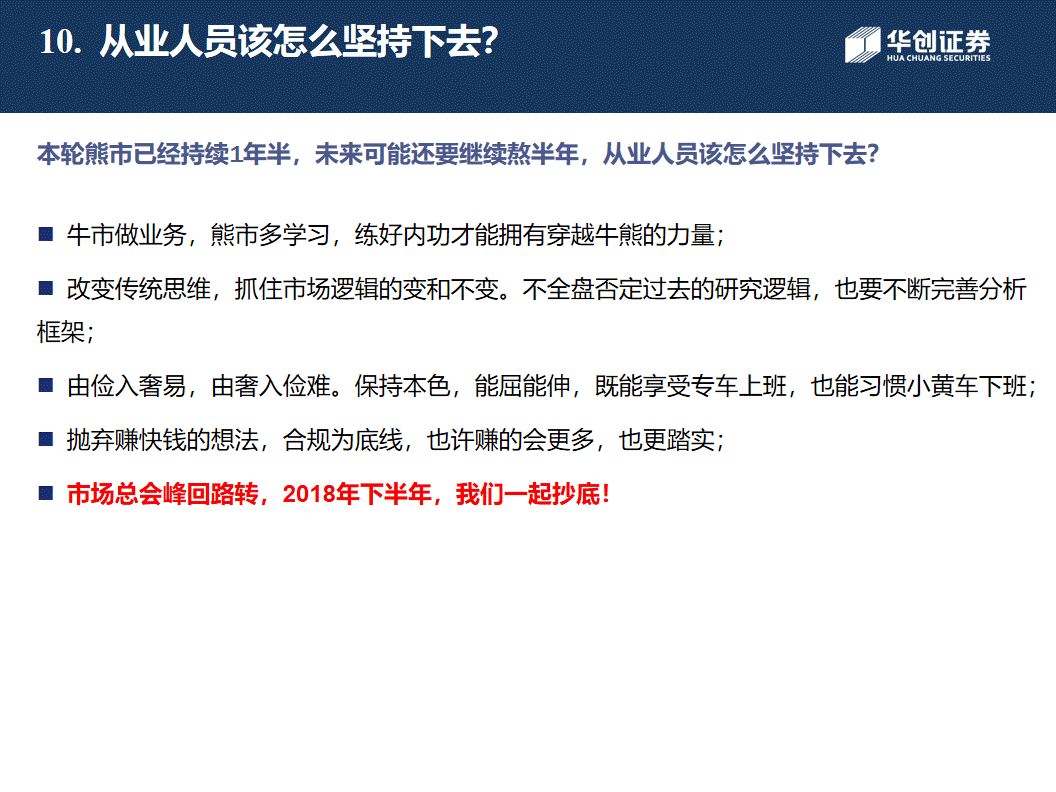 10. 从业人员该怎么坚持下去？
华创证券
HUA CHUANG SECURITIES
本轮熊市已经持续1年半，未来可能还要继续熬半年，从业人员该怎么坚持下去？
■ 牛市做业务，熊市多学习，练好内功才能拥有穿越牛熊的力量；
■ 改变传统思维，抓住市场逻辑的变和不变。不全盘否定过去的研究逻辑，也要不断完善分析
框架；
■ 由俭入奢易，由奢入俭难。保持本色，能屈能伸，既能享受专车上班，也能习惯小黄车下班；
■ 抛弃赚快钱的想法，合规为底线，也许赚的会更多，也更踏实；
■ 市场总会峰回路转，2018年下半年，我们一起抄底！